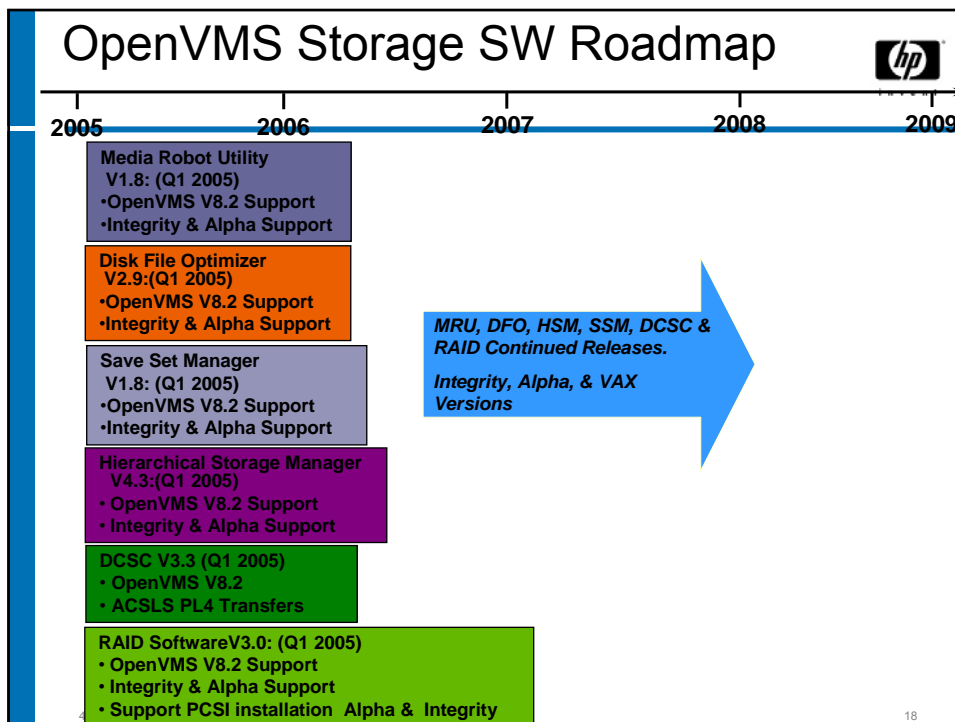 OpenVMS Storage SW Roadmap
hp
2005 2006 2007 2008 2009
Media Robot Utility
V1.8: (Q1 2005)
•OpenVMS V8.2 Support
•Integrity & Alpha Support
Disk File Optimizer
V2.9:(Q1 2005)
•OpenVMS V8.2 Support
•Integrity & Alpha Support
Save Set Manager
V1.8: (Q1 2005)
•OpenVMS V8.2 Support
•Integrity & Alpha Support
Hierarchical Storage Manager
V4.3:(Q1 2005)
• OpenVMS V8.2 Support
• Integrity & Alpha Support
DCSC V3.3 (Q1 2005)
• OpenVMS V8.2
• ACSLS PL4 Transfers
RAID SoftwareV3.0: (Q1 2005)
• OpenVMS V8.2 Support
• Integrity & Alpha Support
• Support PCSI installation Alpha & Integrity
MRU, DFO, HSM, SSM, DCSC &
RAID Continued Releases.
Integrity, Alpha, & VAX
Versions
18